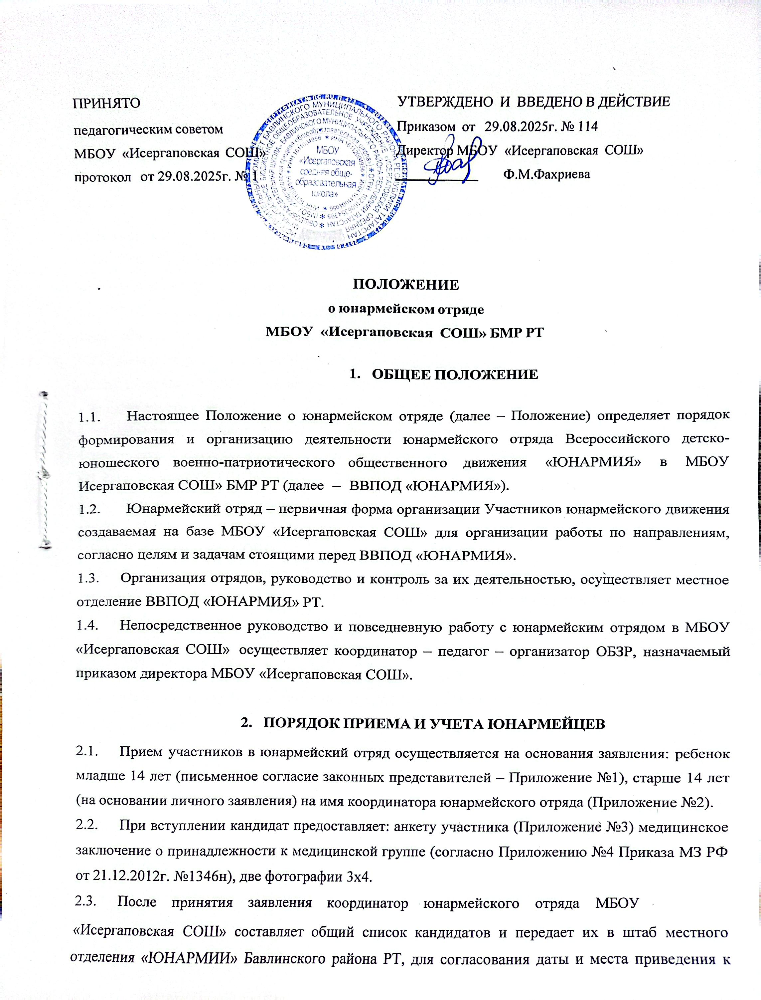 ПРИНЯТО
педагогическим советом
МБОУ «Исергаповская СОШ»
протокол от 29.08.2025г. № 1
МБОУ
«Исергаповская
средняя обще-
образовательная
школа»
УТВЕРЖДЕНО И ВВЕДЕНО В ДЕЙСТВИЕ
Приказом от 29.08.2025г. № 114
Директор МБОУ «Исергаповская СОШ»
Ф.М.Фахриева
ПОЛОЖЕНИЕ
о юнармейском отряде
МБОУ «Исергаповская СОШ» БМР РТ
1. ОБЩЕЕ ПОЛОЖЕНИЕ
1.1. Настоящее Положение о юнармейском отряде (далее – Положение) определяет порядок
формирования и организацию деятельности юнармейского отряда Всероссийского детско-
юношеского военно-патриотического общественного движения «ЮНАРМИЯ» в МБОУ
Исергаповская СОШ» БМР РТ (далее – ВВПОД «ЮНАРМИЯ»).
1.2. Юнармейский отряд – первичная форма организации Участников юнармейского движения
создаваемая на базе МБОУ «Исергаповская СОШ» для организации работы по направлениям,
согласно целям и задачам стоящими перед ВВПОД «ЮНАРМИЯ».
1.3. Организация отрядов, руководство и контроль за их деятельностью, осуществляет местное
отделение ВВПОД «ЮНАРМИЯ» РТ.
1.4. Непосредственное руководство и повседневную работу с юнармейским отрядом в МБОУ
«Исергаповская СОШ» осуществляет координатор – педагог – организатор ОБЗР, назначаемый
приказом директора МБОУ «Исергаповская СОШ».
2. ПОРЯДОК ПРИЕМА И УЧЕТА ЮНАРМЕЙЦЕВ
2.1. Прием участников в юнармейский отряд осуществляется на основания заявления: ребенок
младше 14 лет (письменное согласие законных представителей – Приложение №1), старше 14 лет
(на основании личного заявления) на имя координатора юнармейского отряда (Приложение №2).
2.2. При вступлении кандидат предоставляет: анкету участника (Приложение №3) медицинское
заключение о принадлежности к медицинской группе (согласно Приложению №4 Приказа МЗ РФ
от 21.12.2012г. №1346н), две фотографии 3х4.
2.3. После принятия заявления координатор юнармейского отряда МБОУ
«Исергаповская СОШ» составляет общий список кандидатов и передает их в штаб местного
отделения «ЮНАРМИИ» Бавлинского района РТ, для согласования даты и места приведения к